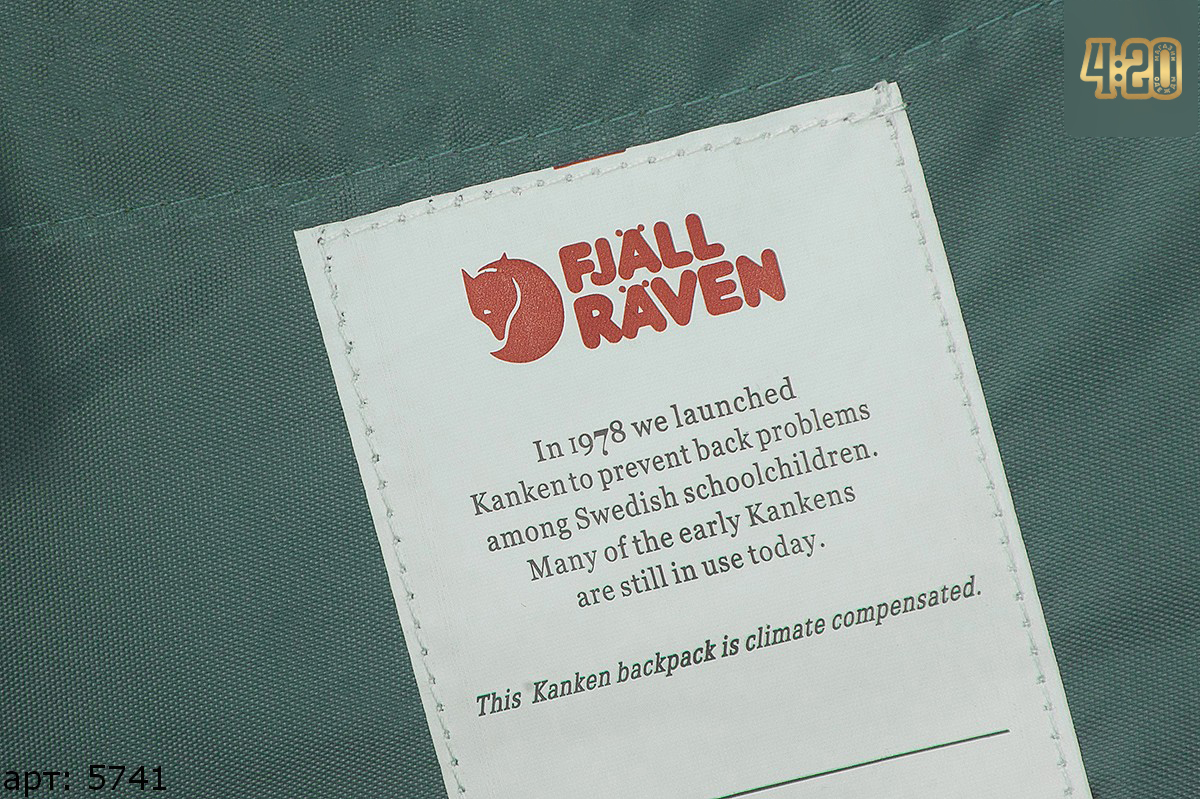 4:20
FJÄLL
RÄVEN
In 1978 we launched
Kanken to prevent back problems
among Swedish schoolchildren.
Many of the early Kankens
are still in use today.
This Kanken backpack is climate compensated.
арт: 5741